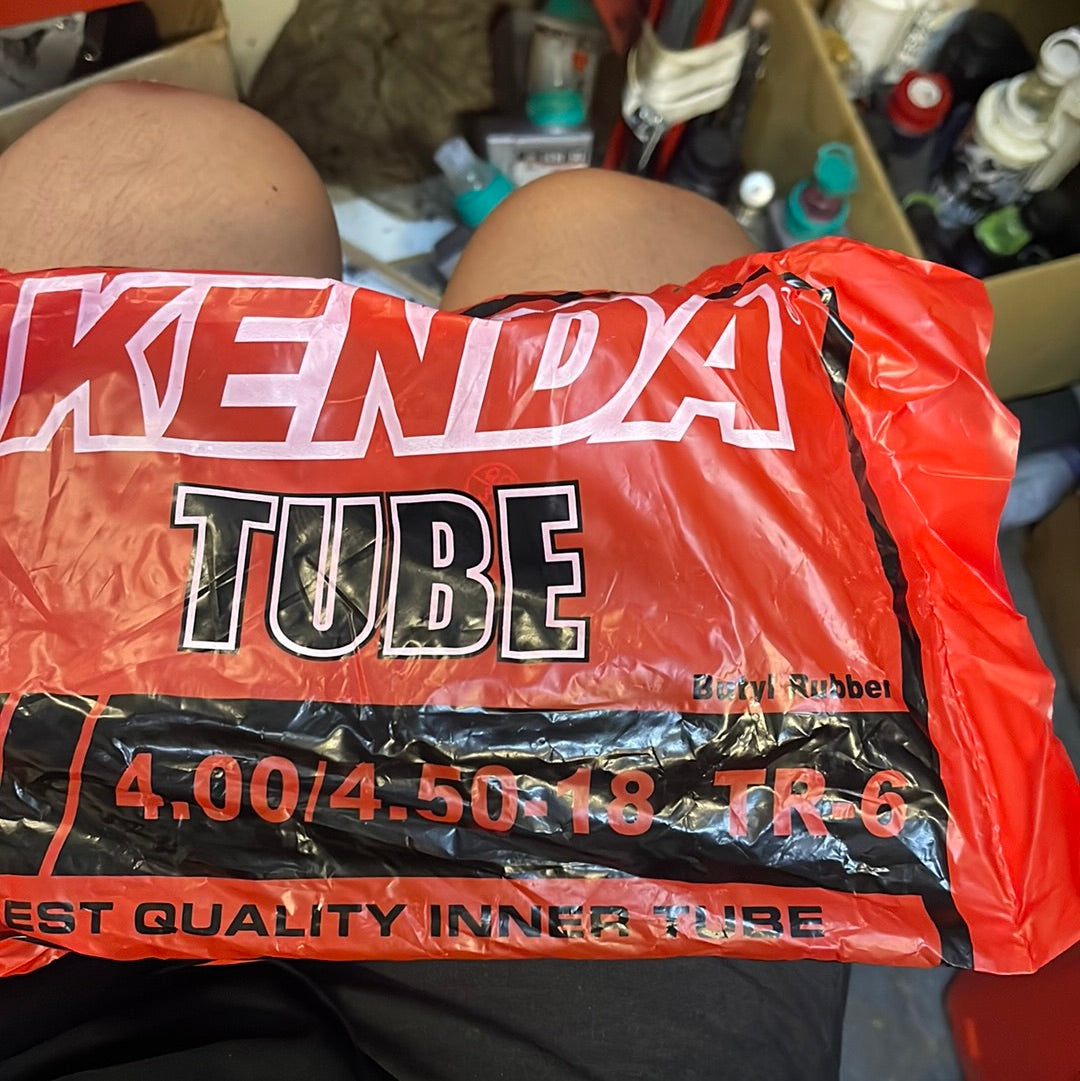 KENDA
TUBE
Butyl Rubber
4.00/4.50-18 TR-6
EST QUALITY INNER TUBE